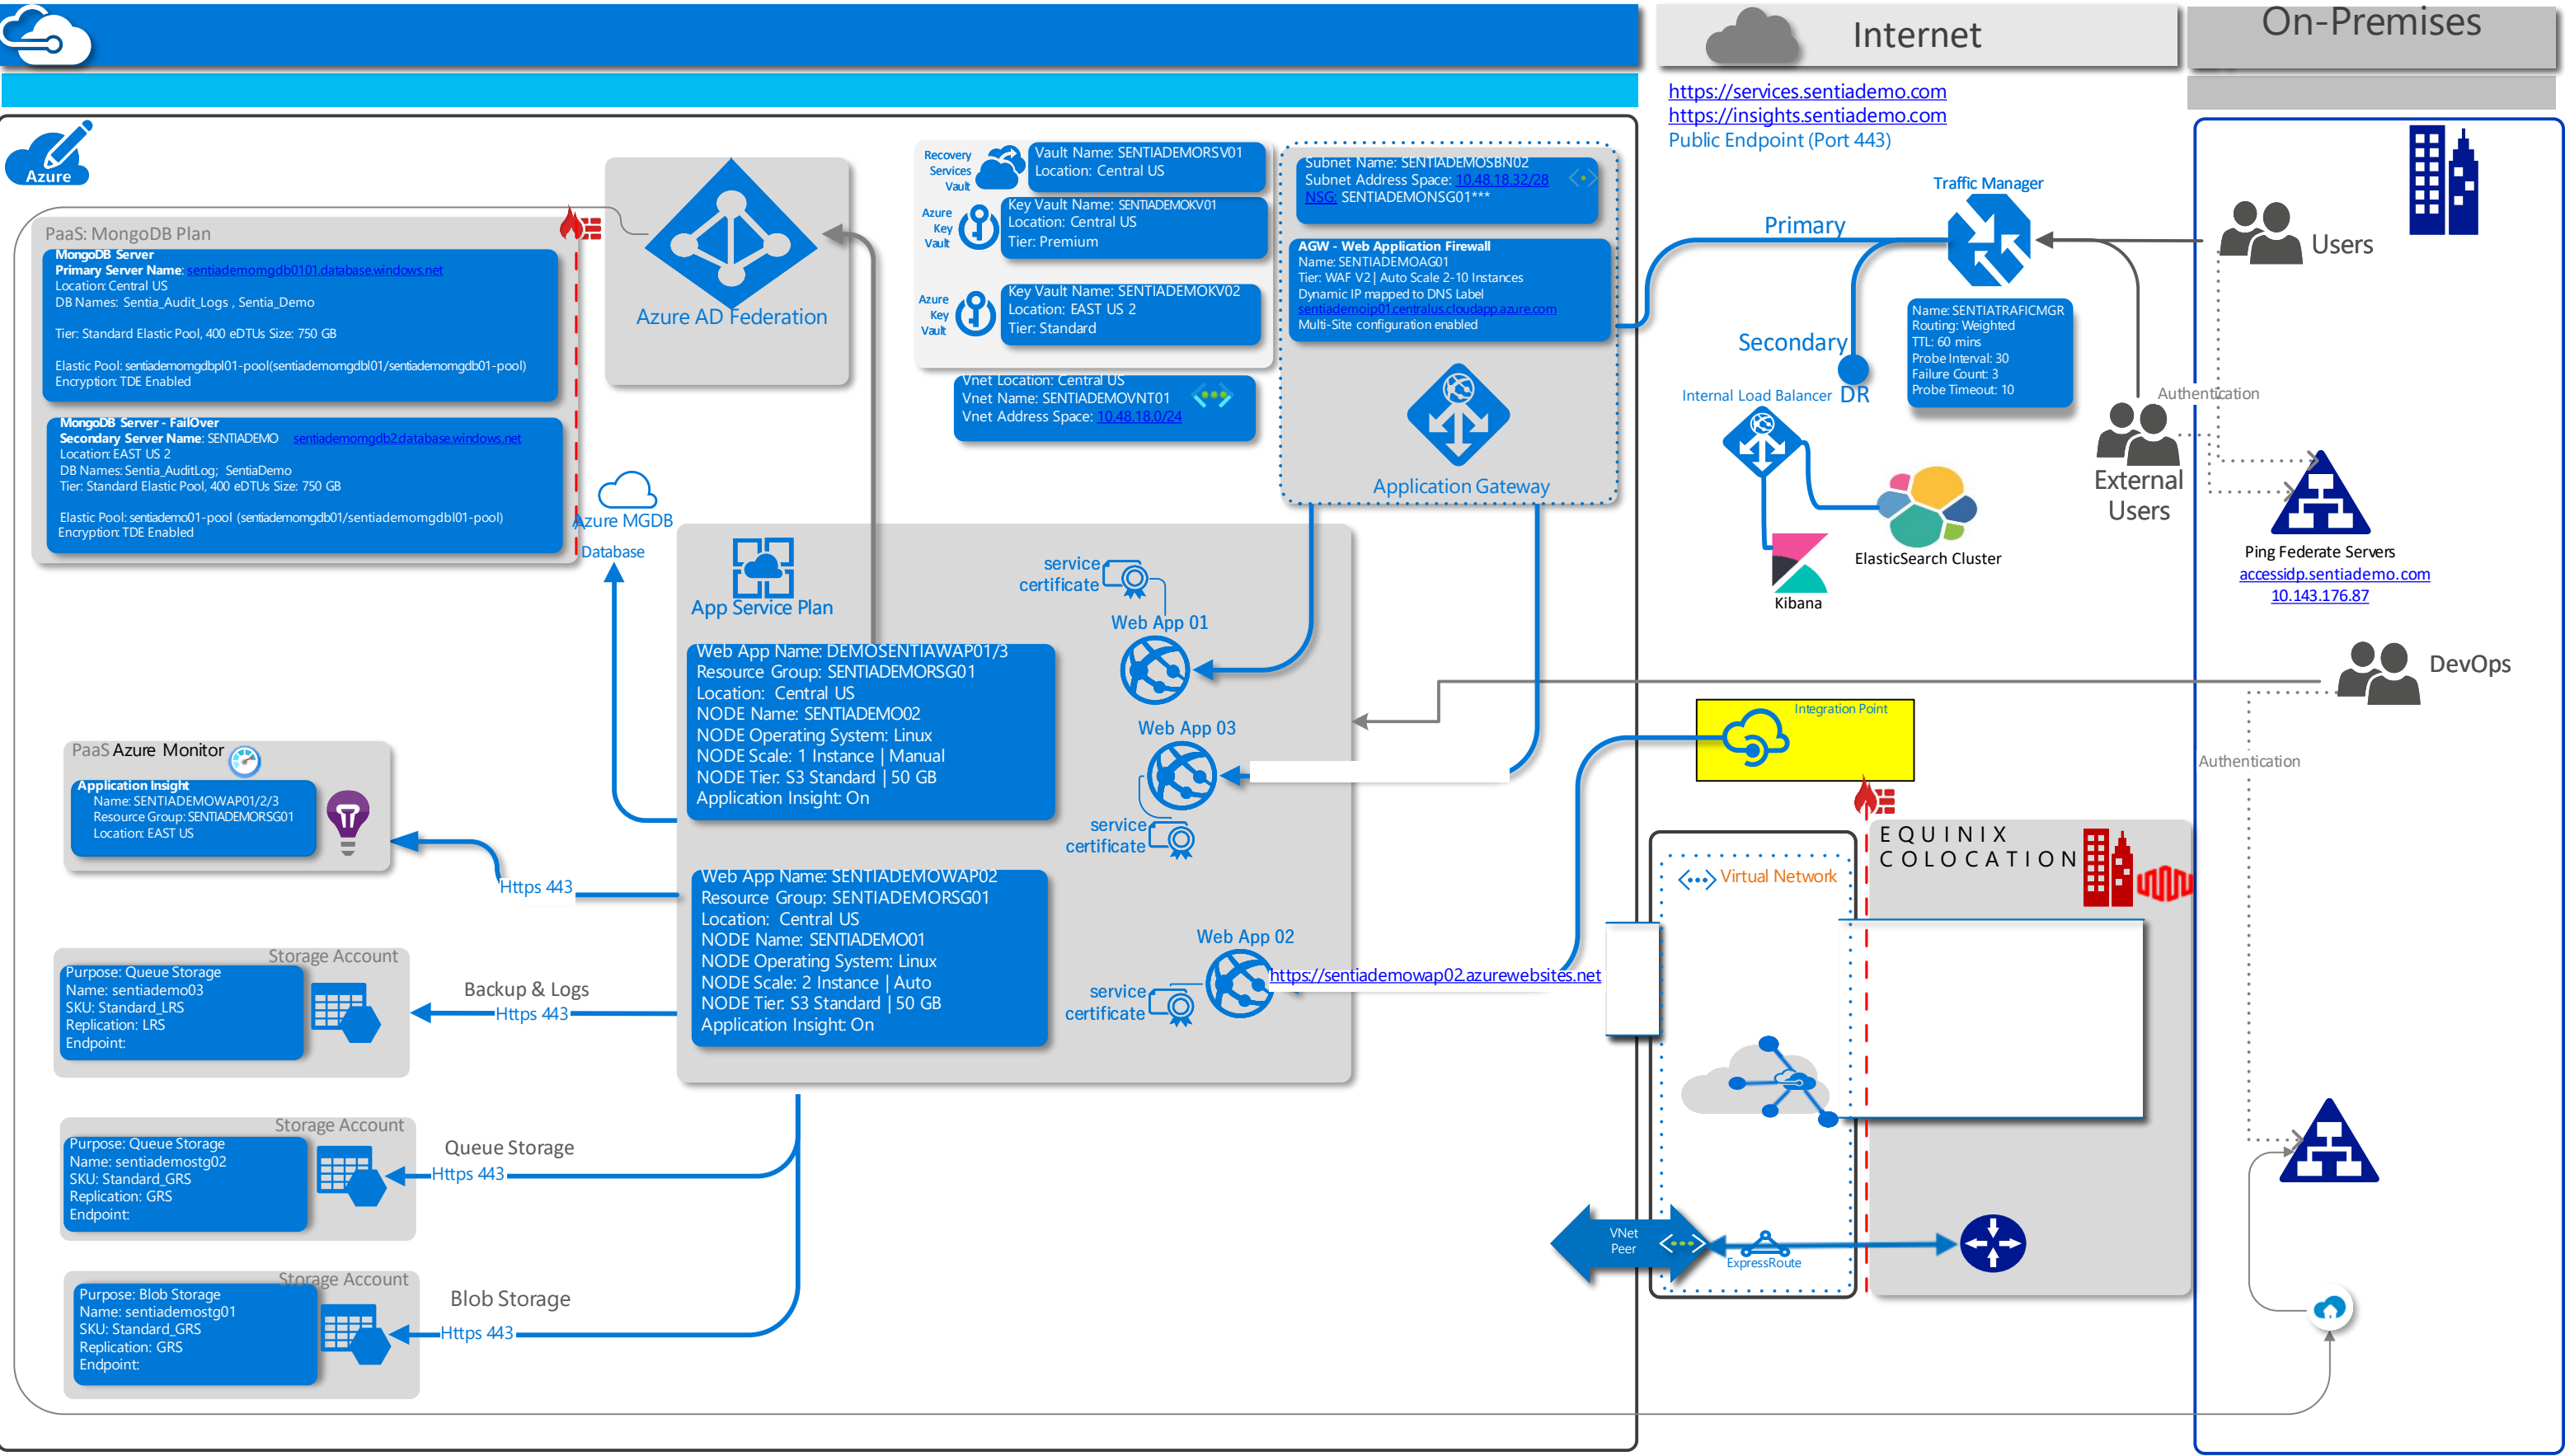 Internet
On-Premises
https://services.sentiademo.com
https://insights.sentiademo.com
Public Endpoint (Port 443)
Azure
PaaS: MongoDB Plan
MongoDB Server
Primary Server Name: sentiademomgdb0101.database.windows.net
Location: Central US
DB Names: Sentia_Audit_Logs , Sentia_Demo
Tier: Standard Elastic Pool, 400 eDTUs Size: 750 GB
Elastic Pool: sentiademomgdbpl01-pool(sentiademomgdbl01/sentiademomgdb01-pool)
Encryption: TDE Enabled
MongoDB Server - FailOver
Secondary Server Name: SENTIADEMO sentiademomgdb2.database.windows.net
Location: EAST US 2
DB Names: Sentia_AuditLog; SentiaDemo
Tier: Standard Elastic Pool, 400 eDTUs Size: 750 GB
Elastic Pool: sentiademo01-pool (sentiademomgdb01/sentiademomgdbl01-pool)
Encryption: TDE Enabled
Azure MGDB
Database
Azure AD Federation
Recovery
Services
Vault
Vault Name: SENTIADEMORSV01
Location: Central US
Azure
Key
Vault
Key Vault Name: SENTIADEMOKV01
Location: Central US
Tier: Premium
Azure
Key
Vault
Key Vault Name: SENTIADEMOKV02
Location: EAST US 2
Tier: Standard
Vnet Location: Central US
Vnet Name: SENTIADEMOVNT01
Vnet Address Space: 10.48.18.0/24
Subnet Name: SENTIADEMOSBN02
Subnet Address Space: 10.48.18.32/28
NSG: SENTIADEMONSG01***
AGW - Web Application Firewall
Name: SENTIADEMOAG01
Tier: WAF V2 | Auto Scale 2-10 Instances
Dynamic IP mapped to DNS Label
sentiademoip01.centralus.cloudapp.azure.com
Multi-Site configuration enabled
Application Gateway
Primary
Secondary
DR
Traffic Manager
Name: SENTIATRAFICMGR
Routing: Weighted
TTL: 60 mins
Probe Interval: 30
Failure Count: 3
Probe Timeout: 10
Internal Load Balancer
ElasticSearch Cluster
Kibana
Users
Authentication
External
Users
Ping Federate Servers
accessidp.sentiademo.com
10.143.176.87
DevOps
Authentication
App Service Plan
Web App Name: DEMOSENTIAWAP01/3
Resource Group: SENTIADEMORSG01
Location: Central US
NODE Name: SENTIADEMO02
NODE Operating System: Linux
NODE Scale: 1 Instance | Manual
NODE Tier: S3 Standard | 50 GB
Application Insight: On
Web App Name: SENTIADEMOWAP02
Resource Group: SENTIADEMORSG01
Location: Central US
NODE Name: SENTIADEMO01
NODE Operating System: Linux
NODE Scale: 2 Instance | Auto
NODE Tier: S3 Standard | 50 GB
Application Insight: On
service
certificate
Web App 01
Web App 03
service
certificate
Web App 02
https://sentiademowap02.azurewebsites.net
service
certificate
Integration Point
PaaS Azure Monitor
Application Insight
Name: SENTIADEMOWAP01/2/3
Resource Group: SENTIADEMORSG01
Location: EAST US
Https 443
Storage Account
Purpose: Queue Storage
Name: sentiademo03
SKU: Standard_LRS
Replication: LRS
Endpoint:
Backup & Logs
Https 443
Storage Account
Purpose: Queue Storage
Name: sentiademostg02
SKU: Standard_GRS
Replication: GRS
Endpoint:
Queue Storage
Https 443
Storage Account
Purpose: Blob Storage
Name: sentiademostg01
SKU: Standard_GRS
Replication: GRS
Endpoint:
Blob Storage
Https 443
Virtual Network
EQUINIX
COLOCATION
VNet
Peer
ExpressRoute